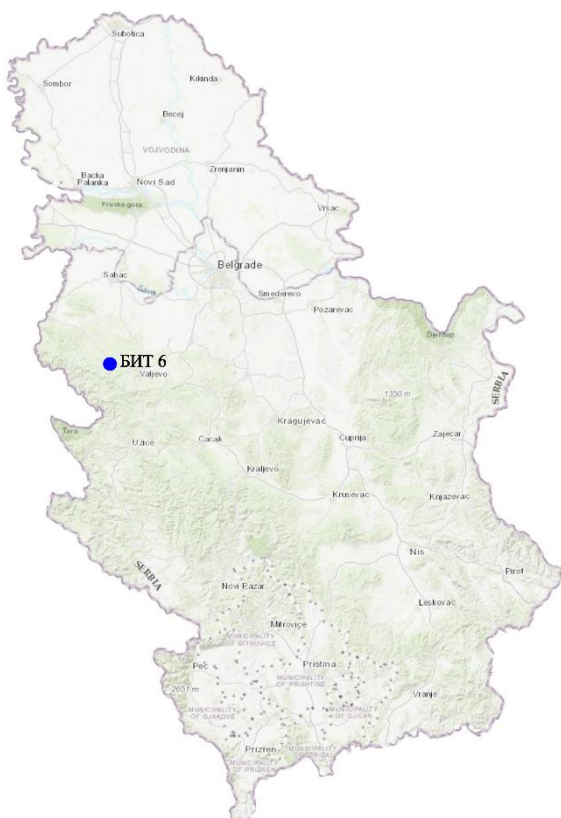 Subotica
Kikinda
Sombor
Becej
VOJVODINA
Zrenjanin
Backa
Palanka
Novi Sad
Fruska gora
Vrsac
Belgrade
Sabac
Sava
Smederevo
Pozarevac
Djerdap
БИТ 6
Valjevo
1350 m
SERBIA
Kragujevac
Tara
Uzice
Cacak
Cuprija
Zajecar
Kraljevo
Krusevac
Knjazevac
Nis
Pirot
SERBIA
Novi Pazar
Leskovac
Mitrovice
MUNICIPALITY
OF MITROVICE
Peć
Pristina
2651 m
MUNICIPALITY
OF PRISHTINE
Vranje
MUNICIPALITY
OF GJAKOVE
MUNICIPALITY
OF GJILAN
Prizren
MUNICIPALITY
OF PRIZREN